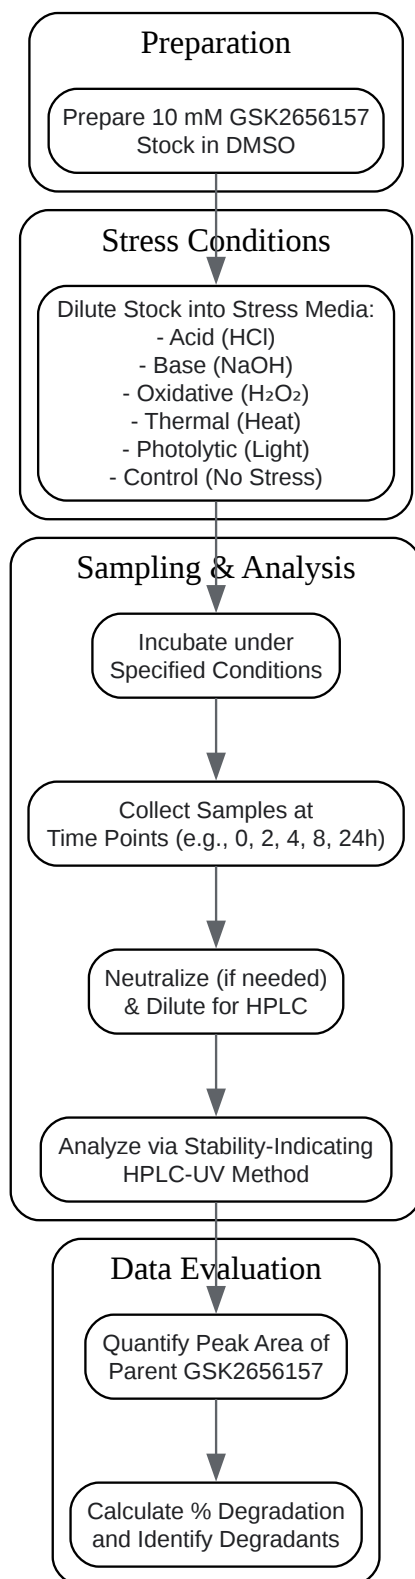 Preparation
Prepare 10 mM GSK2656157
Stock in DMSO
Stress Conditions
Dilute Stock into Stress Media:
- Acid (HCl)
- Base (NaOH)
- Oxidative (H₂O₂)
- Thermal (Heat)
- Photolytic (Light)
- Control (No Stress)
Sampling & Analysis
Incubate under
Specified Conditions
Collect Samples at
Time Points (e.g., 0, 2, 4, 8, 24h)
Neutralize (if needed)
& Dilute for HPLC
Analyze via Stability-Indicating
HPLC-UV Method
Data Evaluation
Quantify Peak Area of
Parent GSK2656157
Calculate % Degradation
and Identify Degradants